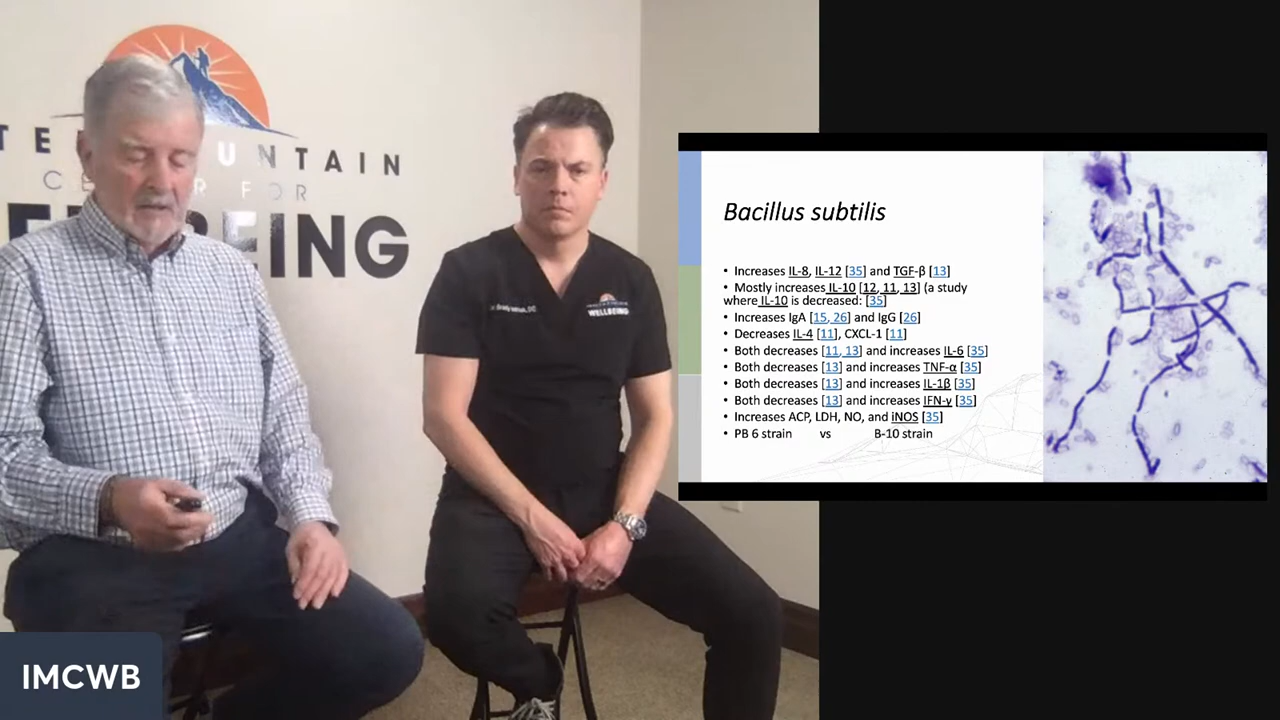 UNTAIN
C
R FOR
EING
WELLBEING
Bacillus subtilis
• Increases IL-8, IL-12 [35] and TGF-β [13]
• Mostly increases IL-10 [12, 11, 13] (a study
where IL-10 is decreased: [35]
• Increases IgA [15, 26] and IgG [26]
• Decreases IL-4 [11], CXCL-1 [11]
• Both decreases [11, 13] and increases IL-6 [35]
• Both decreases [13] and increases TNF-α [35]
• Both decreases [13] and increases IL-1β [35]
• Both decreases [13] and increases IFN-γ [35]
• Increases ACP, LDH, NO, and iNOS [35]
• PB 6 strain vs B-10 strain
IMCWB